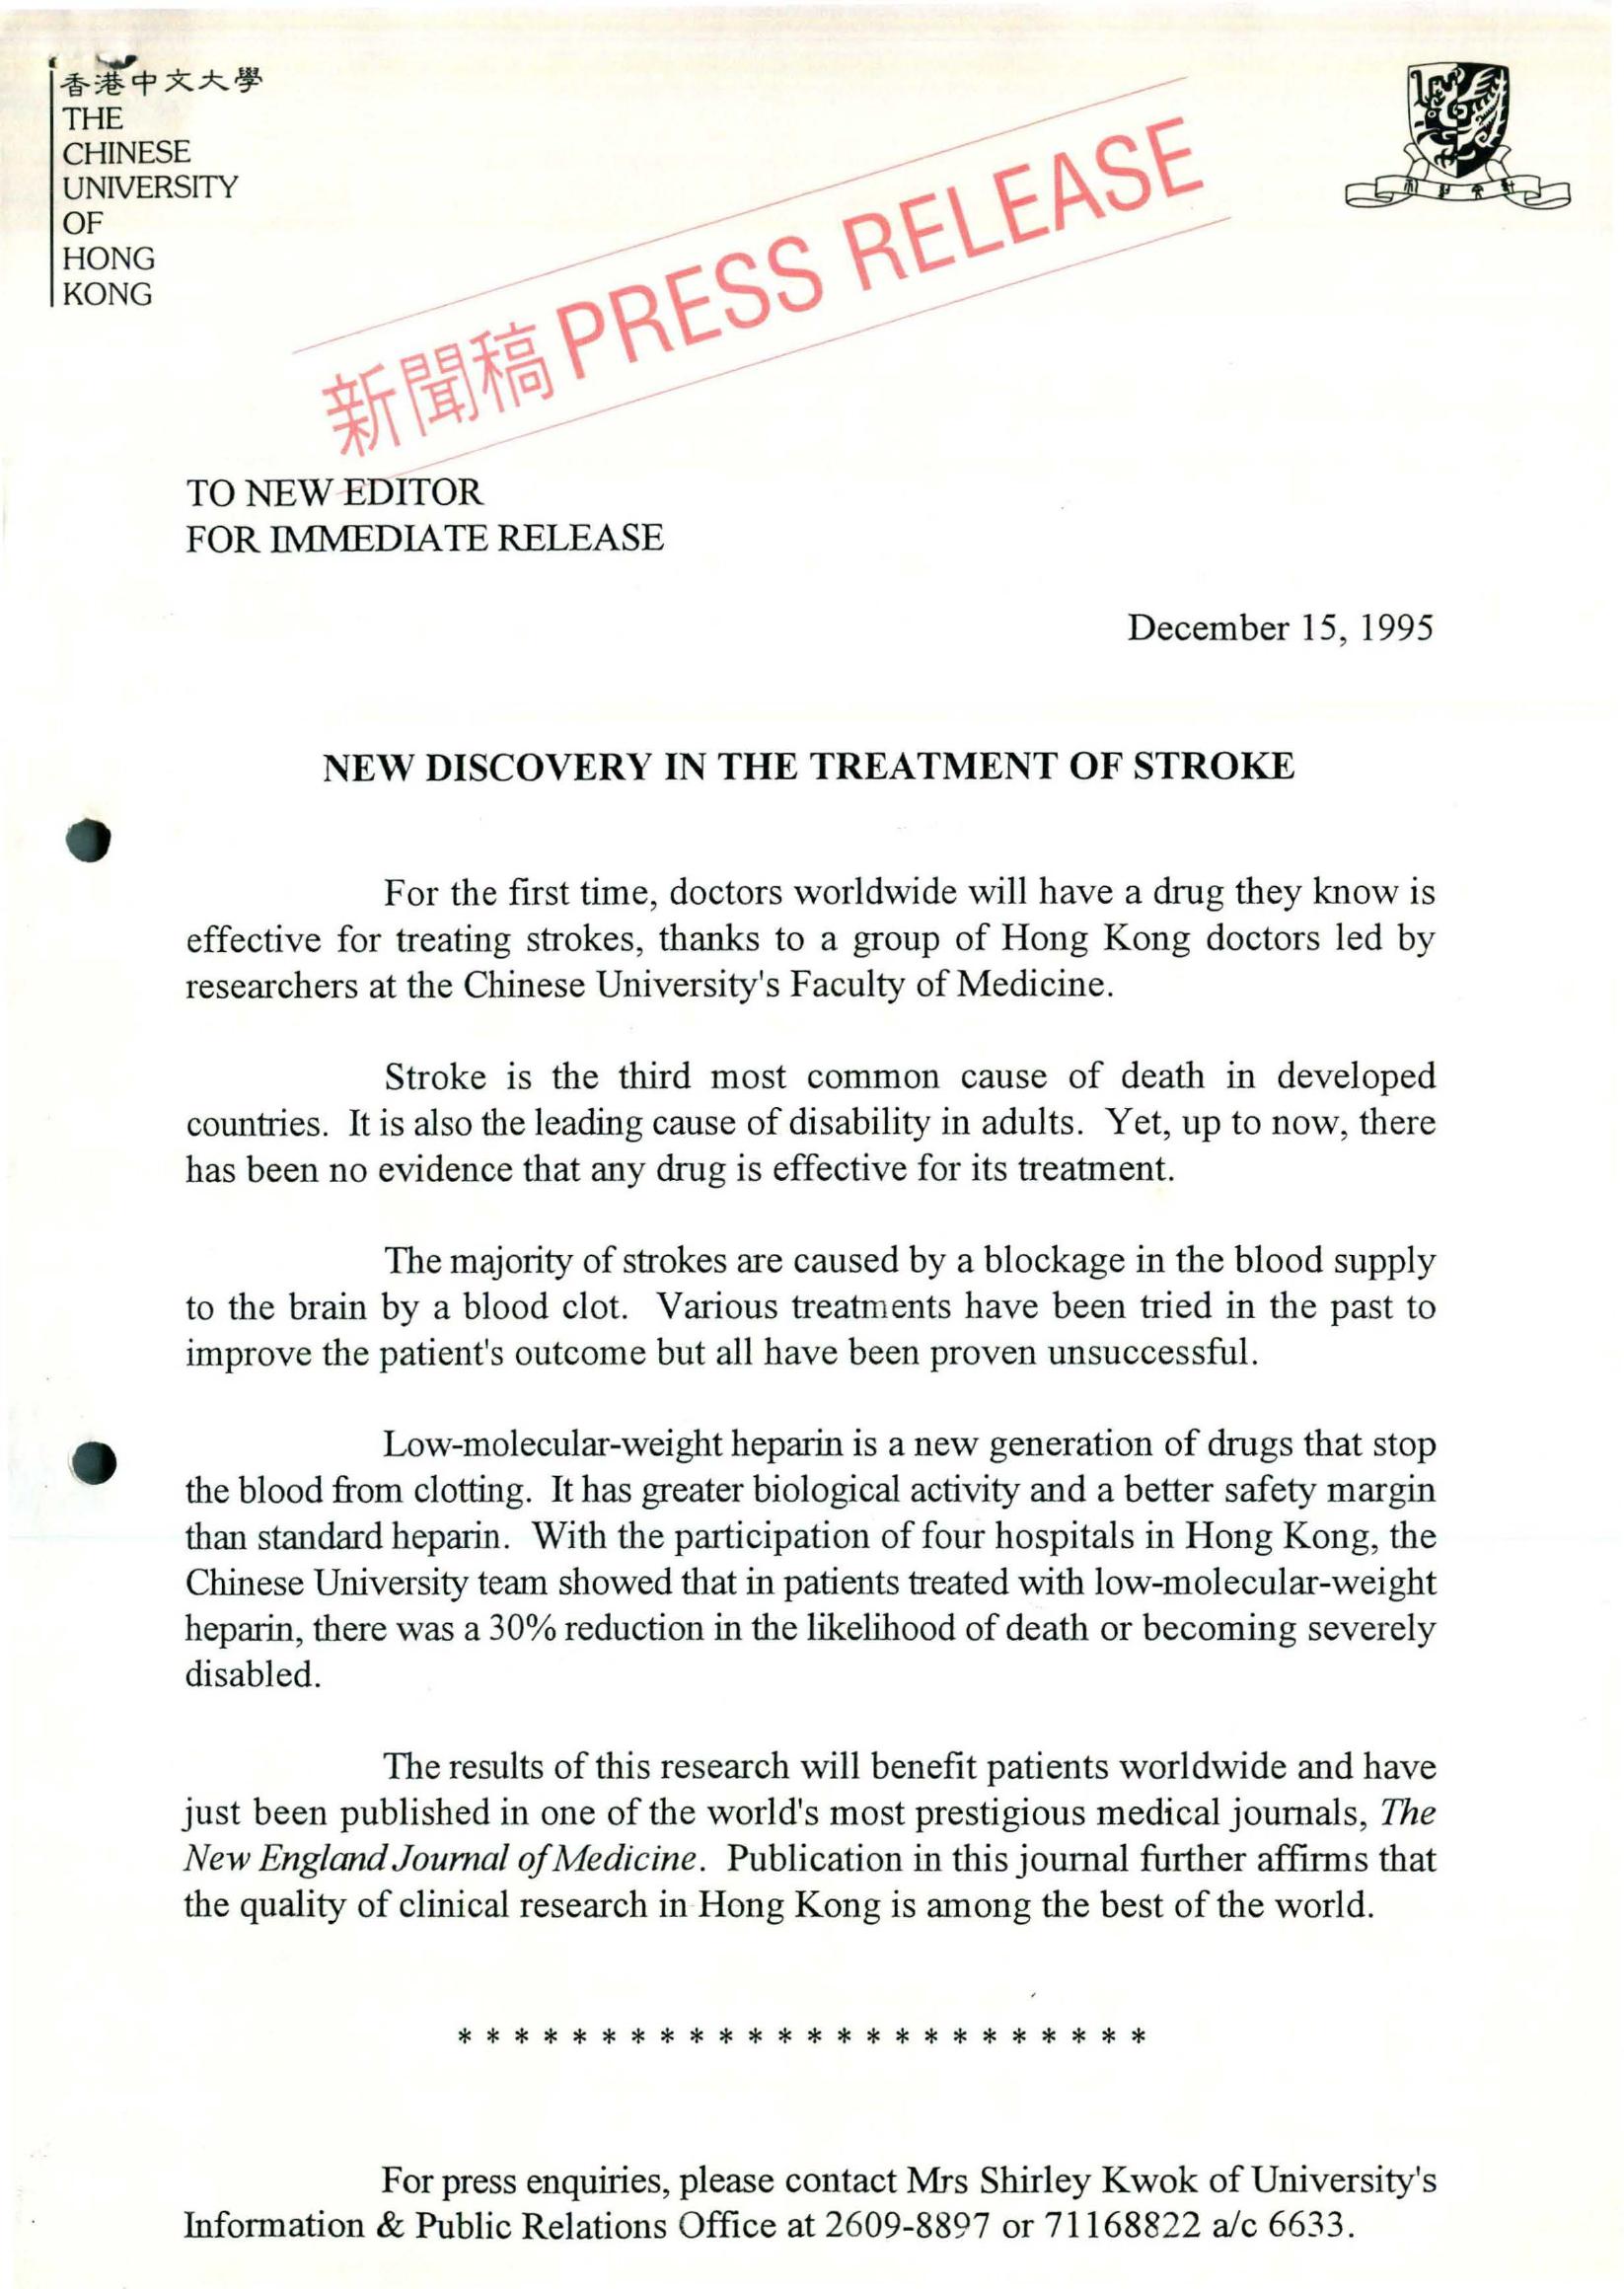 香港中文大學
THE
CHINESE
UNIVERSITY
OF
HONG
KONG
新聞稿 PRESS RELEASE
TO NEW EDITOR
FOR IMMEDIATE RELEASE
December 15, 1995
NEW DISCOVERY IN THE TREATMENT OF STROKE
For the first time, doctors worldwide will have a drug they know is
effective for treating strokes, thanks to a group of Hong Kong doctors led by
researchers at the Chinese University's Faculty of Medicine.
Stroke is the third most common cause of death in developed
countries. It is also the leading cause of disability in adults. Yet, up to now, there
has been no evidence that any drug is effective for its treatment.
The majority of strokes are caused by a blockage in the blood supply
to the brain by a blood clot. Various treatments have been tried in the past to
improve the patient's outcome but all have been proven unsuccessful.
Low-molecular-weight heparin is a new generation of drugs that stop
the blood from clotting. It has greater biological activity and a better safety margin
than standard heparin. With the participation of four hospitals in Hong Kong, the
Chinese University team showed that in patients treated with low-molecular-weight
heparin, there was a 30% reduction in the likelihood of death or becoming severely
disabled.
The results of this research will benefit patients worldwide and have
just been published in one of the world's most prestigious medical journals, The
New England Journal of Medicine. Publication in this journal further affirms that
the quality of clinical research in Hong Kong is among the best of the world.
* * * * * * * * * * * * * * * * * * * * * * * *
For press enquiries, please contact Mrs Shirley Kwok of University's
Information & Public Relations Office at 2609-8897 or 71168822 a/c 6633.